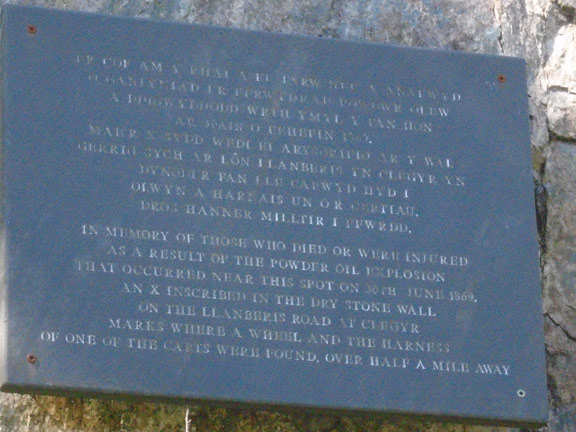 ER COF AM Y RHAI A FU FARW NEU A ANAFWYD
O GANLYNIAD I'R FFRWYDRAD POWDWR OLEW
A DDIGWYDDODD WRTH YMYL Y FAN HON
AR 30AIN O FEHEFIN 1869.
MAE'R X SYDD WEDI EI ARYSGRIFIO AR Y WAL
GERRIG SYCH AR LÔN LLANBERIS YN CLEGYR YN
DYNODI'R FAN LLE CAFWYD HYD I
OLWYN A HARNAIS UN O'R CERTIAU,
DROS HANNER MILLTIR I FFWRDD.
IN MEMORY OF THOSE WHO DIED OR WERE INJURED
AS A RESULT OF THE POWDER OIL EXPLOSION
THAT OCCURRED NEAR THIS SPOT ON 30TH JUNE 1869.
AN X INSCRIBED IN THE DRY STONE WALL
ON THE LLANBERIS ROAD AT CLEGYR
MARKS WHERE A WHEEL AND THE HARNESS
OF ONE OF THE CARTS WERE FOUND, OVER HALF A MILE AWAY